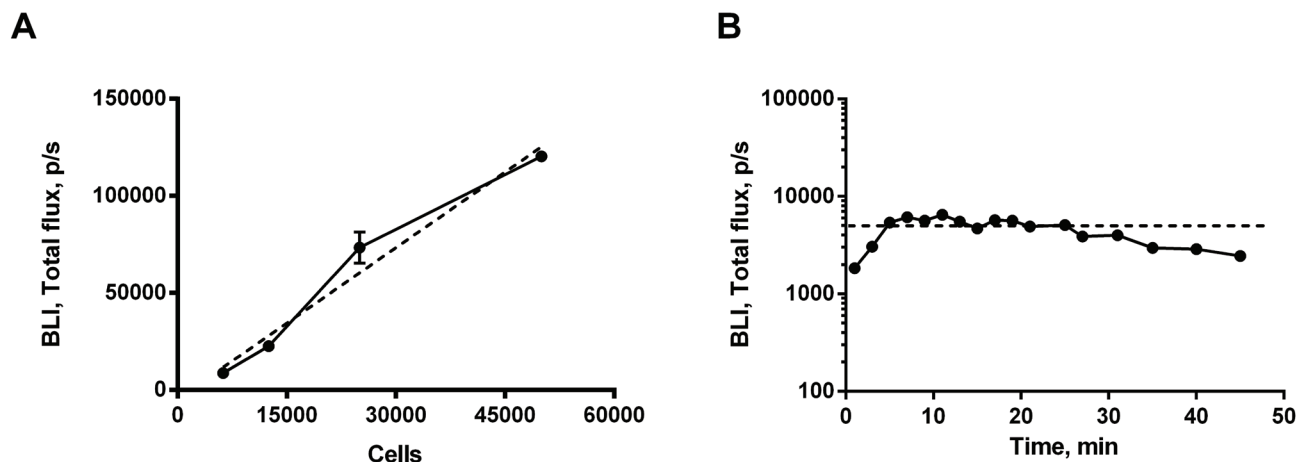 A
BLI, Total flux, p/s
150000
100000
50000
0
0 15000 30000 45000 60000
Cells
B
BLI, Total flux, p/s
100000
10000
1000
100
0 10 20 30 40 50
Time, min